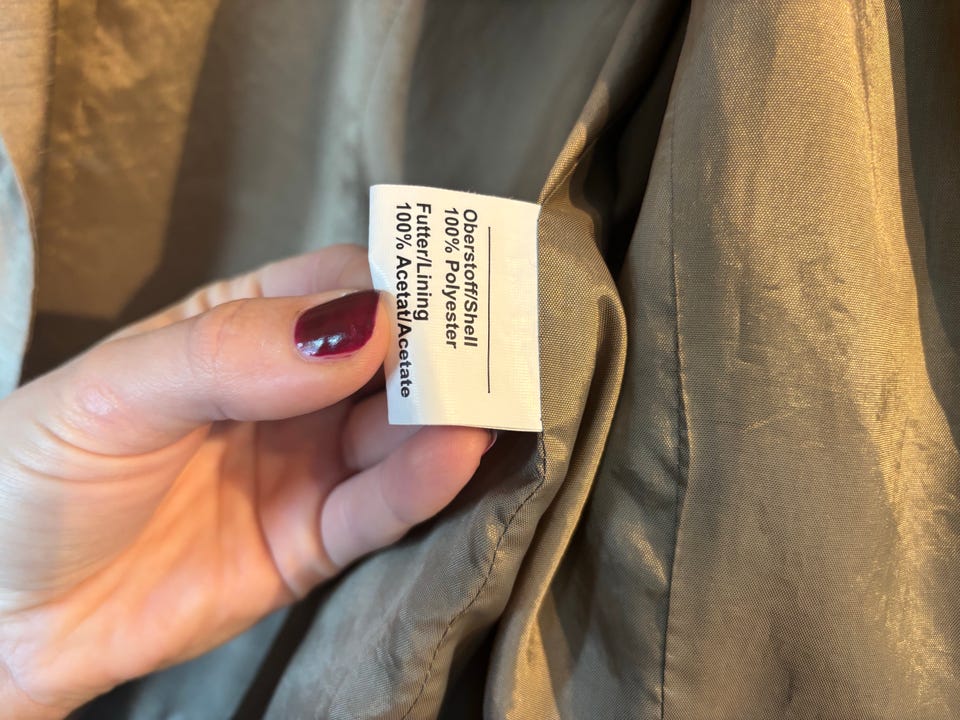 Oberstoff/Shell
100% Polyester
Futter/Lining
100% Acetat/Acetate